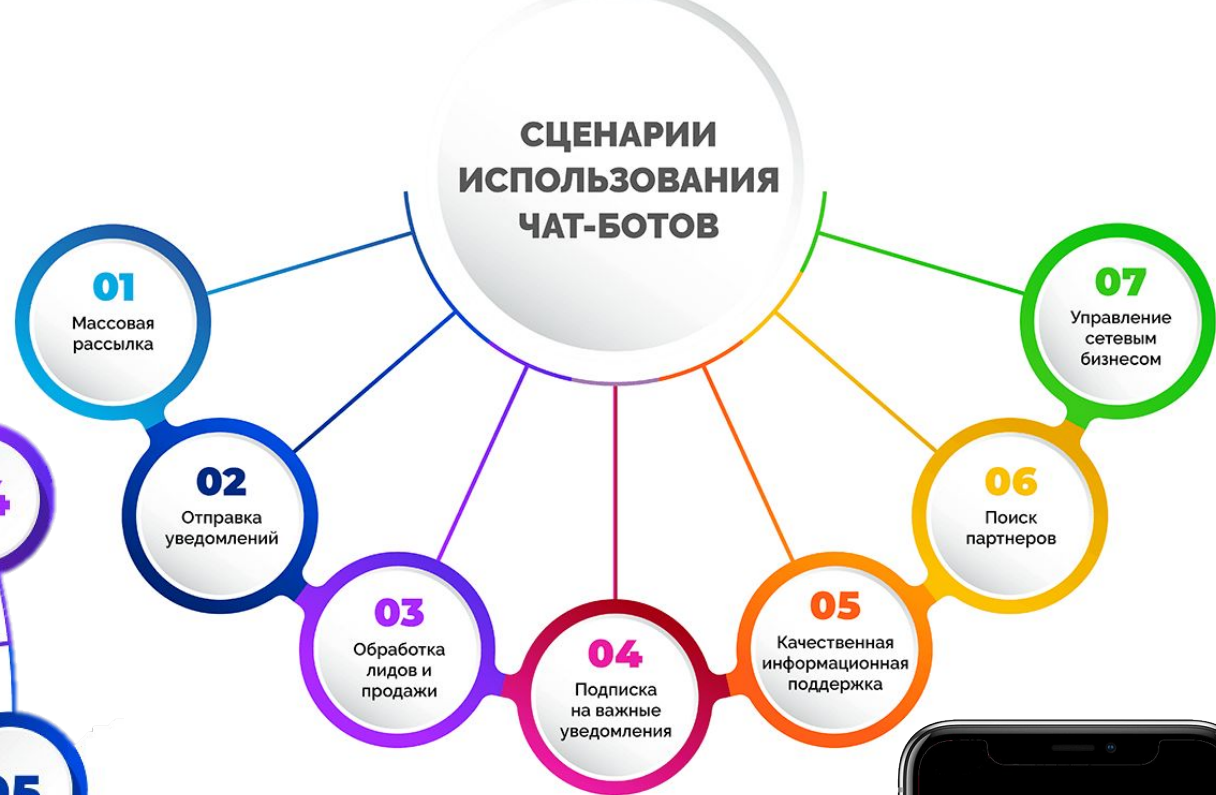 СЦЕНАРИИ
ИСПОЛЬЗОВАНИЯ
ЧАТ-БОТОВ
01
Массовая
рассылка
02
Отправка
уведомлений
03
Обработка
лидов и
продажи
04
Подписка
на важные
уведомления
05
Качественная
информационная
поддержка
06
Поиск
партнеров
07
Управление
сетевым
бизнесом